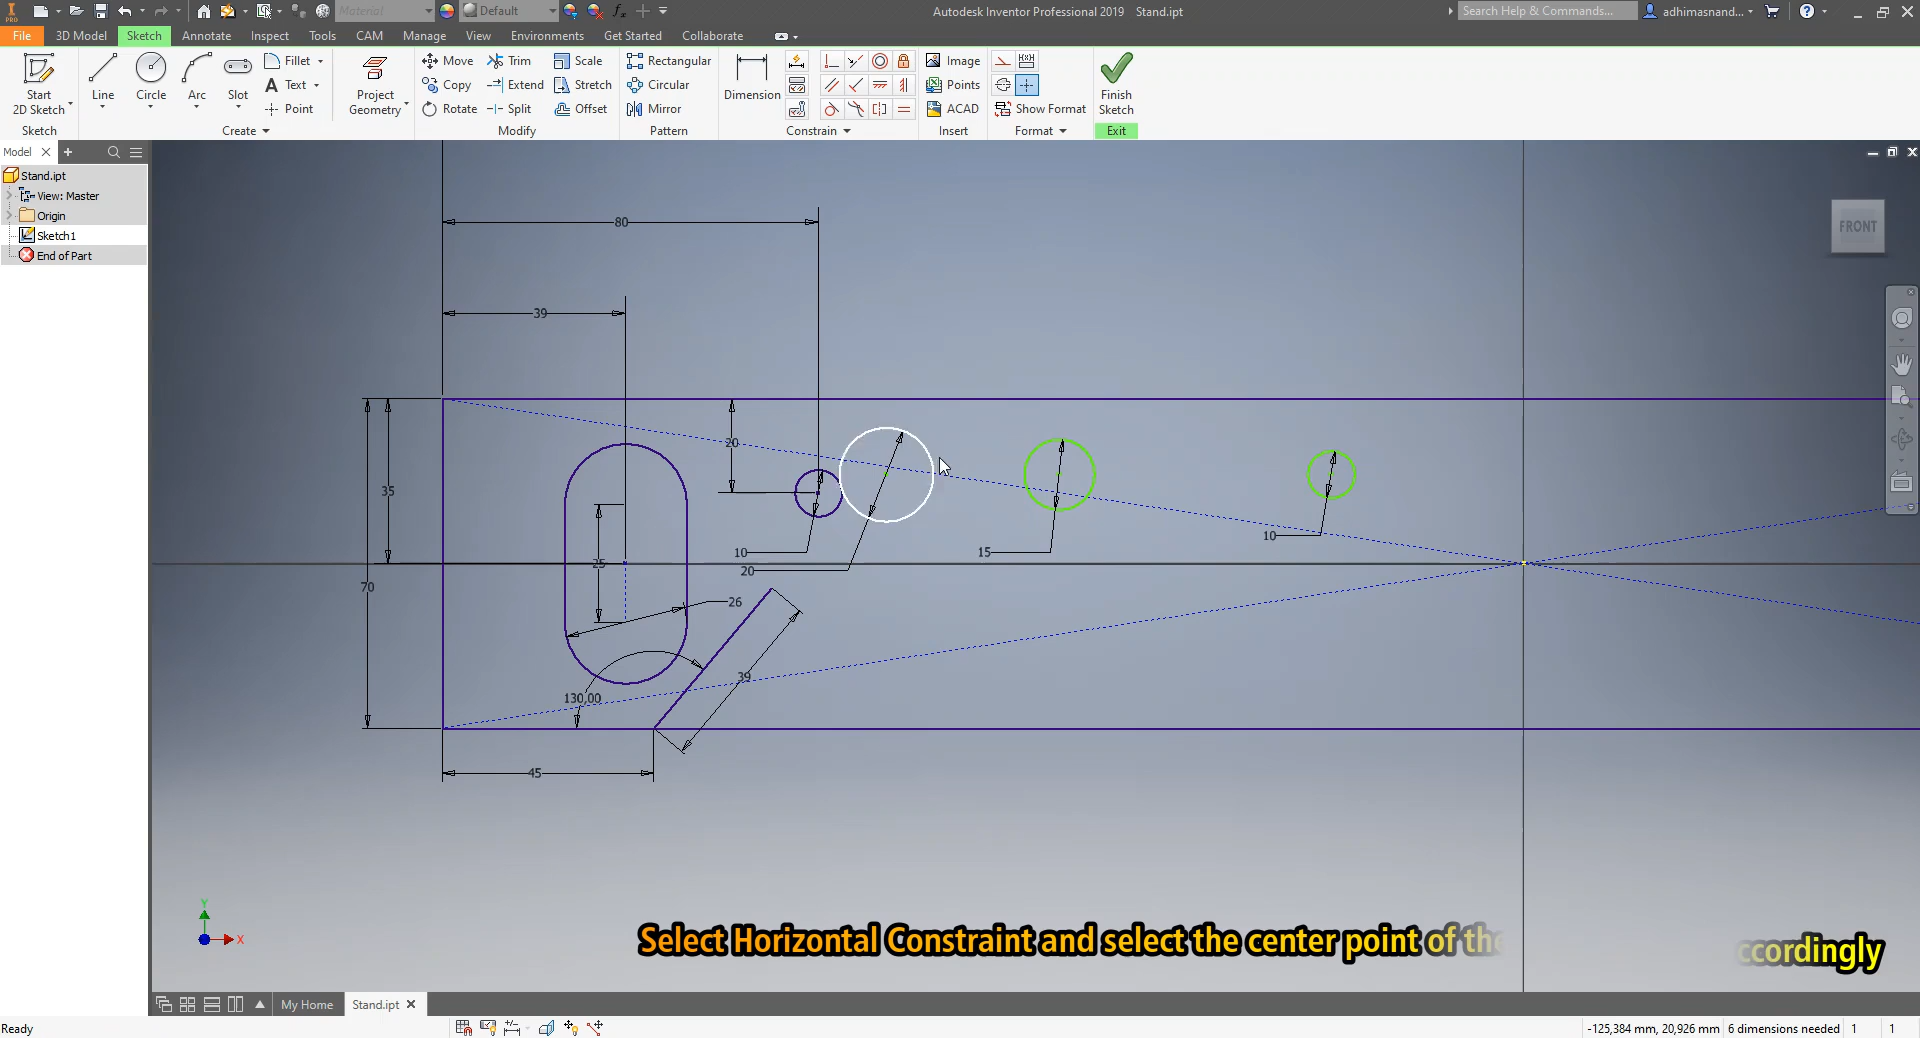 Material
Default
fx
Autodesk Inventor Professional 2019 Stand.ipt
Search Help & Commands...
adhimasnand...
PRO
File
3D Model
Sketch
Annotate
Inspect
Tools
CAM
Manage
View
Environments
Get Started
Collaborate
Start
2D Sketch
Line
Circle
Arc
Slot
Fillet
Text
Point
Project
Geometry
Move
Copy
Rotate
Trim
Extend
Split
Scale
Stretch
Offset
Rectangular
Circular
Mirror
Dimension
Image
Points
ACAD
Show Format
Finish
Sketch
Sketch
Create
Modify
Pattern
Constrain
Insert
Format
Exit
Model
Stand.ipt
View: Master
Origin
Sketch1
End of Part
FRONT
80
39
20
35
10
20
15
10
25
70
26
39
130,00
45
Y
X
Select Horizontal Constraint and select the center point of the
ccordingly
My Home
Stand.ipt
Ready
-125,384 mm, 20,926 mm
6 dimensions needed
1
1